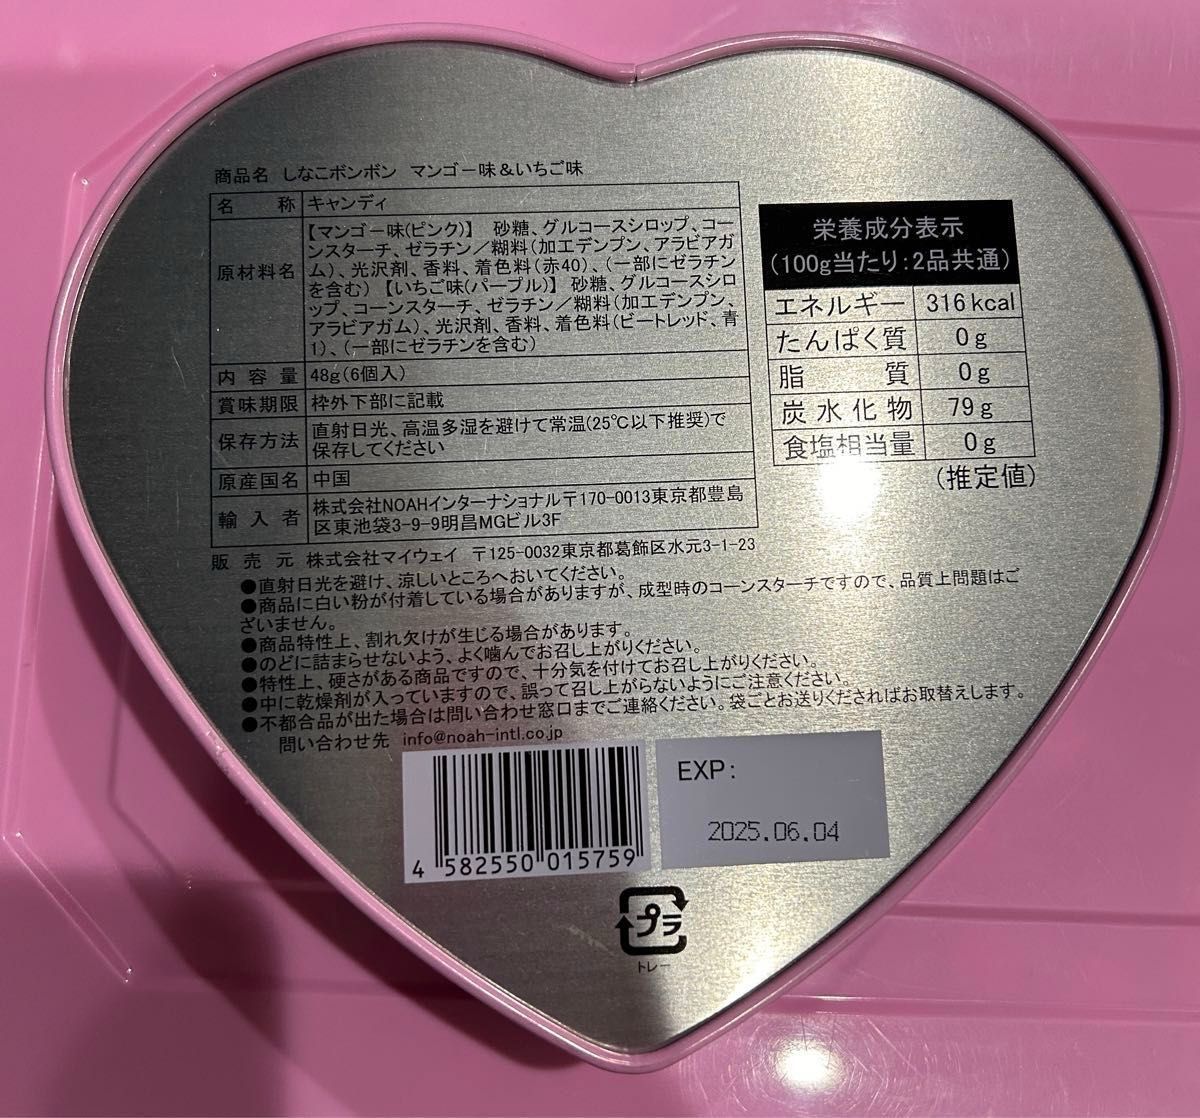 商品名 しなこボンボン マンゴー味＆いちご味
名称 キャンディ
原材料名 【マンゴー味(ピンク)】 砂糖、グルコースシロップ、コー
ンスターチ、ゼラチン／糊料(加工デンプン、アラビアガ
ム)、光沢剤、香料、着色料(赤40)、(一部にゼラチン
を含む) 【いちご味(パープル)】 砂糖、グルコースシロ
ップ、コーンスターチ、ゼラチン／糊料(加工デンプン、
アラビアガム)、光沢剤、香料、着色料(ビートレッド、青
1)、(一部にゼラチンを含む)
内容量 48g(6個入)
賞味期限 枠外下部に記載
保存方法 直射日光、高温多湿を避けて常温(25℃以下推奨)で
保存してください
原産国名 中国
輸入者 株式会社NOAHインターナショナル〒170-0013東京都豊島
区東池袋3-9-9明昌MGビル3F
販売元 株式会社マイウェイ 〒125-0032東京都葛飾区水元3-1-23
●直射日光を避け、涼しいところへおいてください。
●商品に白い粉が付着している場合がありますが、成型時のコーンスターチですので、品質上問題はご
ざいません。
●商品特性上、割れ欠けが生じる場合があります。
●のどに詰まらせないよう、よく噛んでお召し上がりください。
●特性上、硬さがある商品ですので、十分気を付けてお召し上がりください。
●中に乾燥剤が入っていますので、誤って召し上がらないようにご注意ください。
●不都合品が出た場合は問い合わせ窓口までご連絡ください。袋ごとお送りくださればお取替えします。
問い合わせ先 info@noah-intl.co.jp
栄養成分表示
(100g当たり:2品共通)
エネルギー 316kcal
たんぱく質 0g
脂質 0g
炭水化物 79g
食塩相当量 0g
(推定値)
4 582550 015759
EXP:
2025.06.04
プラ
トレー